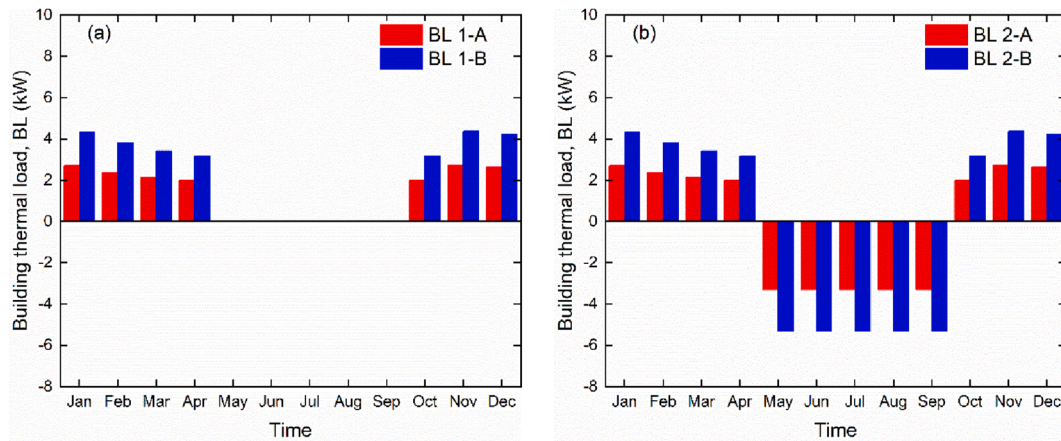 (a)
BL 1-A
BL 1-B
Building thermal load, BL (kW)
10
8
6
4
2
0
-2
-4
-6
-8
Jan Feb Mar Apr May Jun Jul Aug Sep Oct Nov Dec
Time
(b)
BL 2-A
BL 2-B
Building thermal load, BL (kW)
10
8
6
4
2
0
-2
-4
-6
-8
Jan Feb Mar Apr May Jun Jul Aug Sep Oct Nov Dec
Time